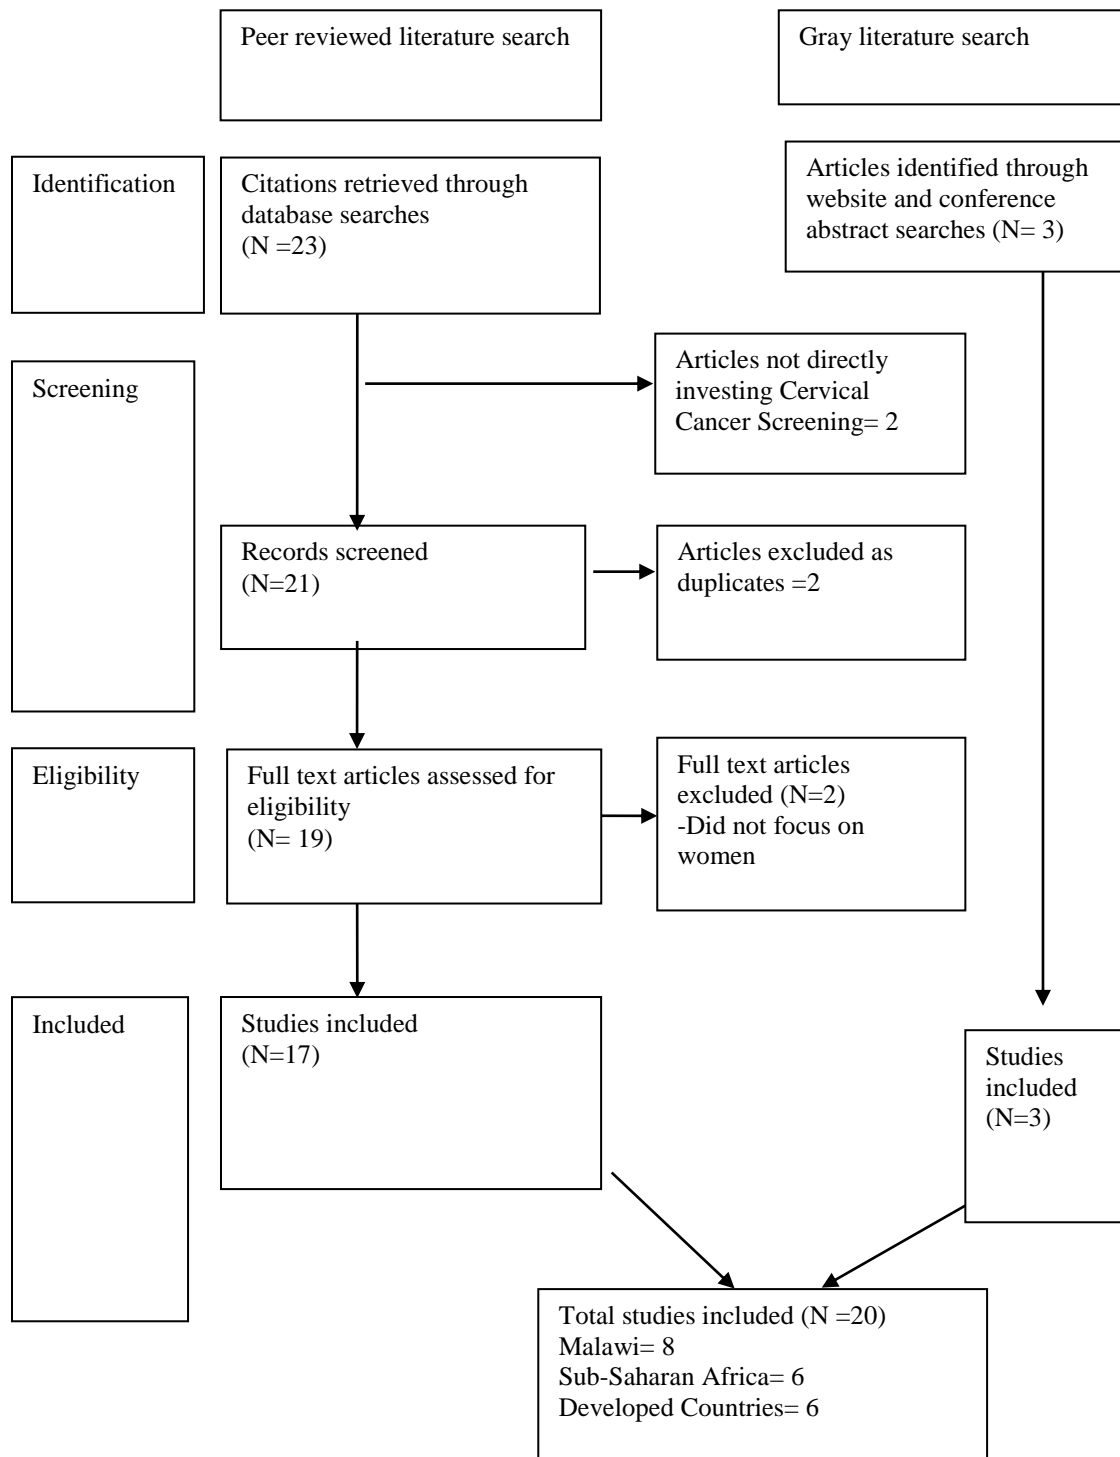 Peer reviewed literature search
Gray literature search
Identification
Citations retrieved through
database searches
(N =23)
Articles identified through
website and conference
abstract searches (N= 3)
Screening
Articles not directly
investing Cervical
Cancer Screening= 2
Records screened
(N=21)
Articles excluded as
duplicates =2
Eligibility
Full text articles assessed for
eligibility
(N= 19)
Full text articles
excluded (N=2)
-Did not focus on
women
Included
Studies included
(N=17)
Studies
included
(N=3)
Total studies included (N =20)
Malawi= 8
Sub-Saharan Africa= 6
Developed Countries= 6